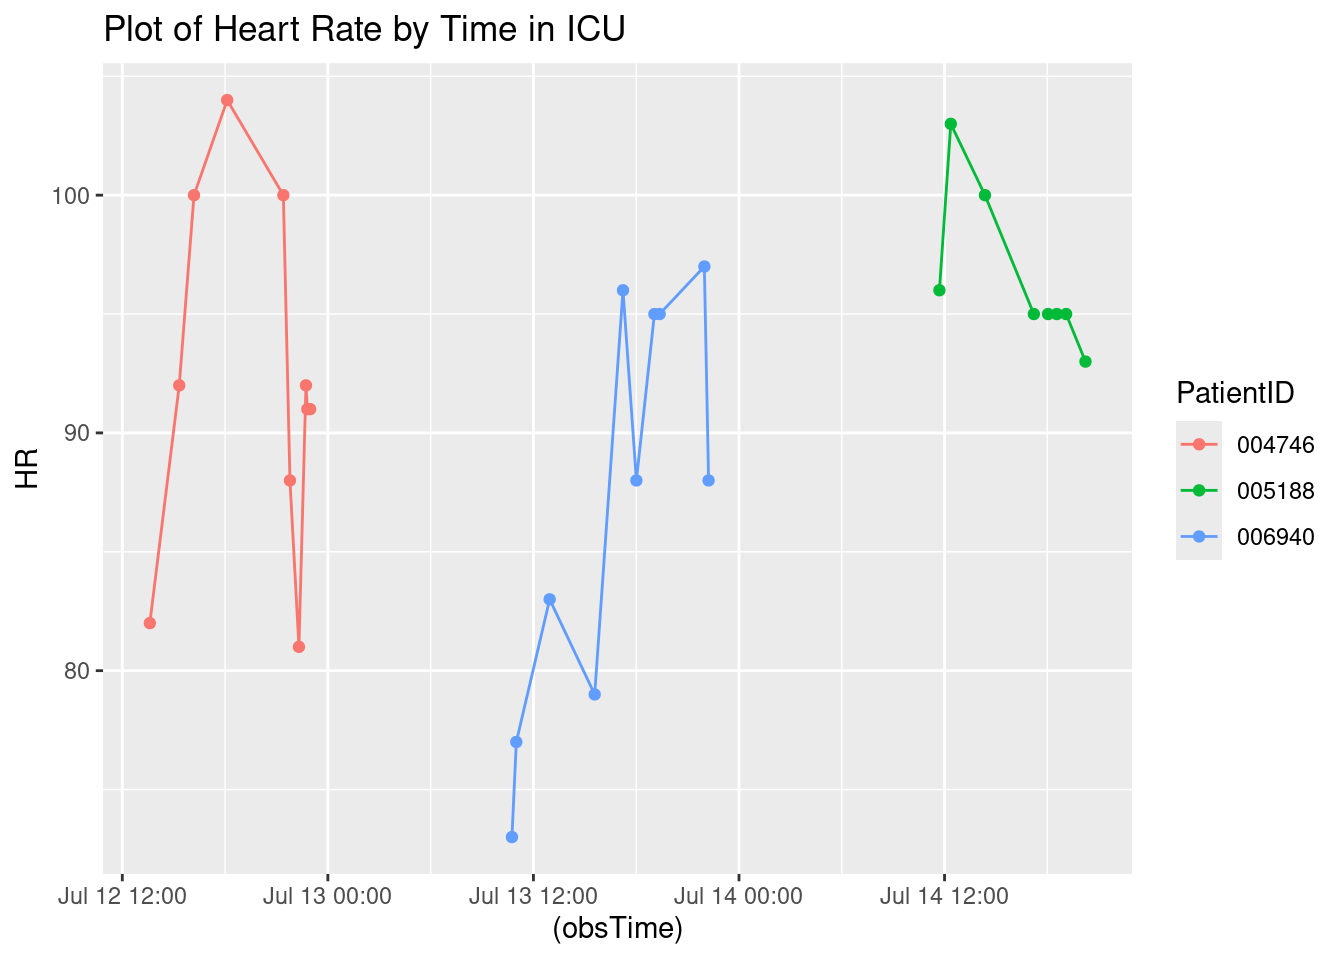 Plot of Heart Rate by Time in ICU
HR
100
90
80
Jul 12 12:00
Jul 13 00:00
Jul 13 12:00
Jul 14 00:00
Jul 14 12:00
(obsTime)
PatientID
004746
005188
006940